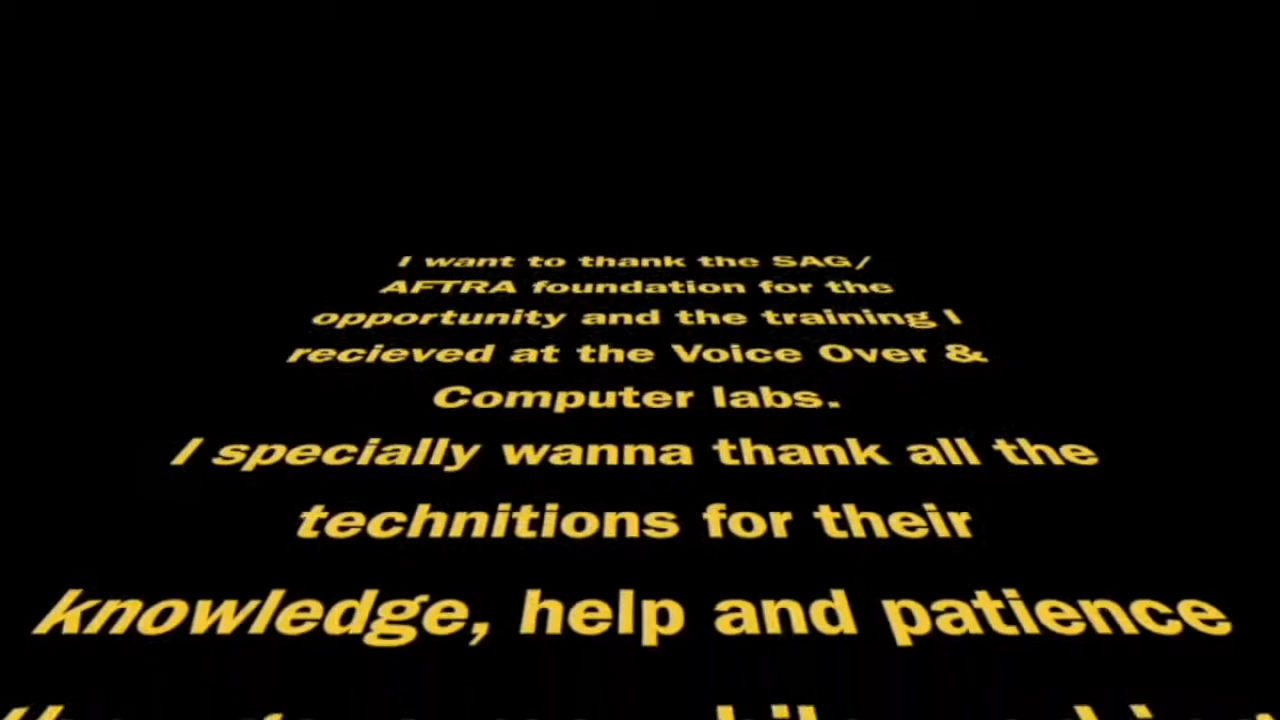 I want to thank the SAG/
AFTRA foundation for the
opportunity and the training I
recieved at the Voice Over &
Computer labs.
I specially wanna thank all the
technitions for their
knowledge, help and patience